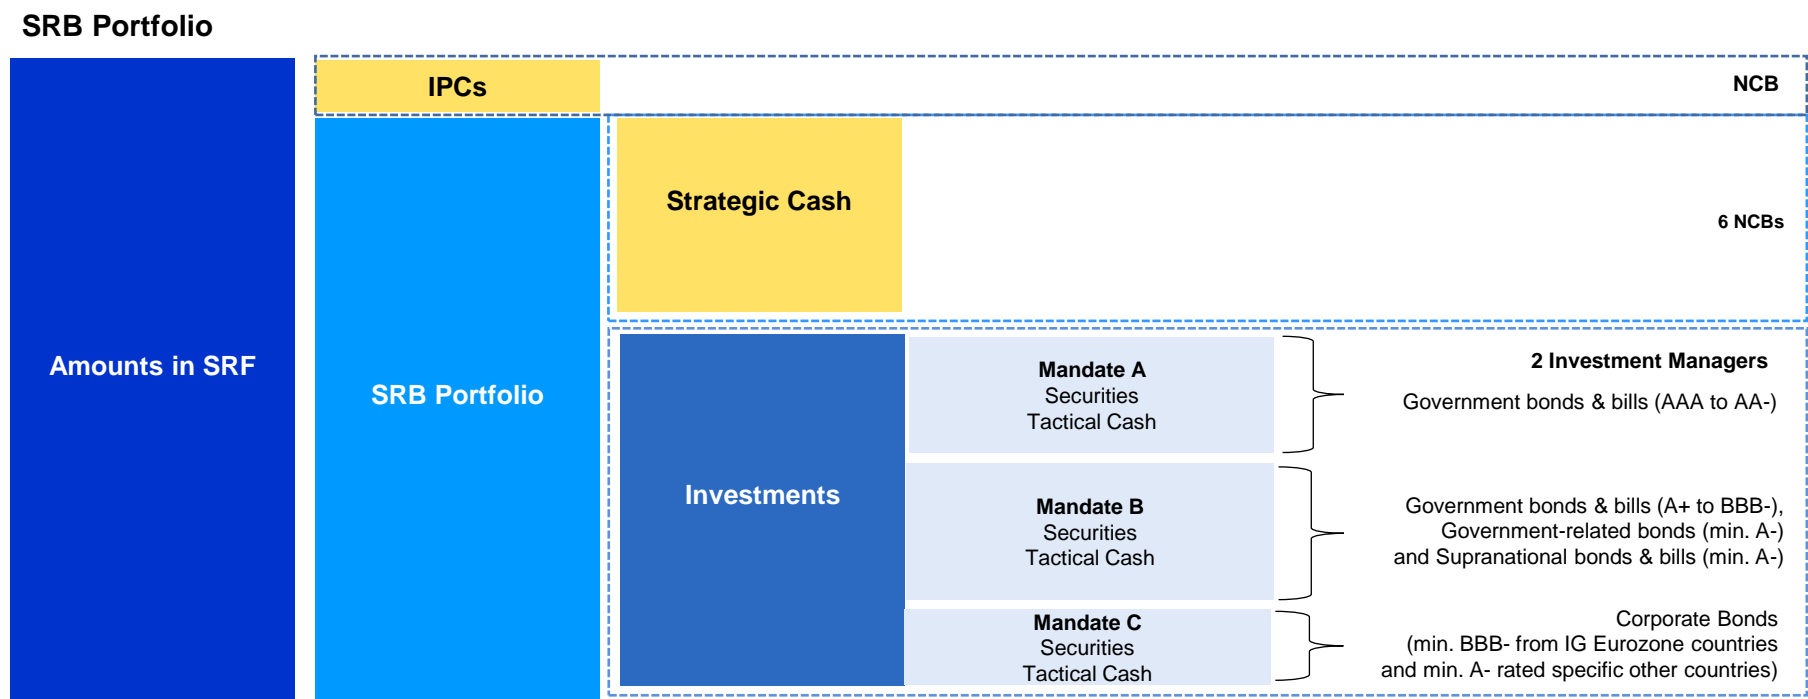 SRB Portfolio
IPCs
NCB
Strategic Cash
6 NCBs
Amounts in SRF
SRB Portfolio
Investments
Mandate A
Securities
Tactical Cash
2 Investment Managers
Government bonds & bills (AAA to AA-)
Mandate B
Securities
Tactical Cash
Government bonds & bills (A+ to BBB-),
Government-related bonds (min. A-)
and Supranational bonds & bills (min. A-)
Mandate C
Securities
Tactical Cash
Corporate Bonds
(min. BBB- from IG Eurozone countries
and min. A- rated specific other countries)